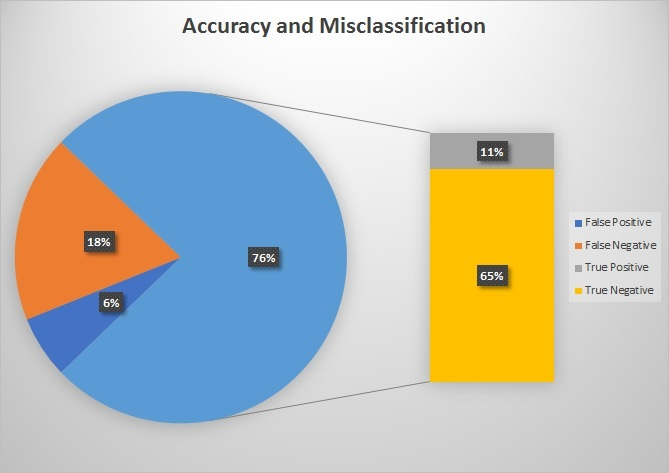 Accuracy and Misclassification
11%
18%
76%
65%
6%
False Positive
False Negative
True Positive
True Negative